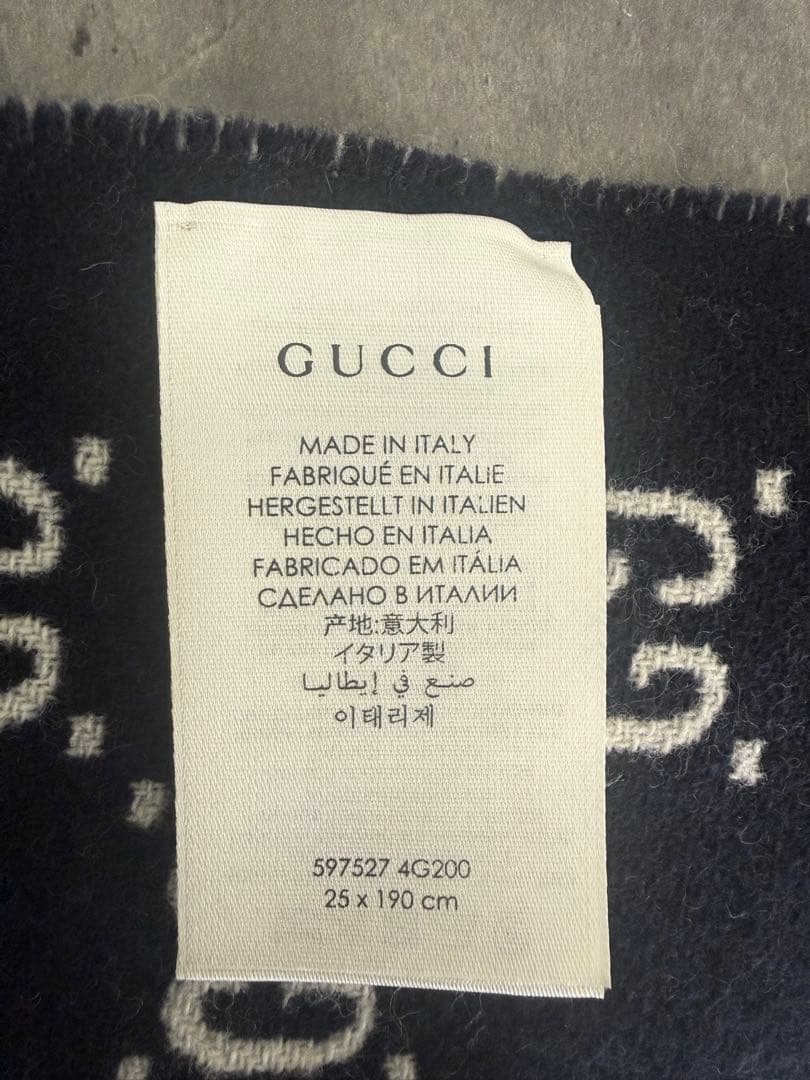 GUCCI
MADE IN ITALY
FABRIQUÉ EN ITALIE
HERGESTELLT IN ITALIEN
HECHO EN ITALIA
FABRICADO EM ITÁLIA
СДЕЛАНО В ИТАЛИИ
产地:意大利
イタリア製
صنع في إيطاليا
이태리제
597527 4G200
25 x 190 cm